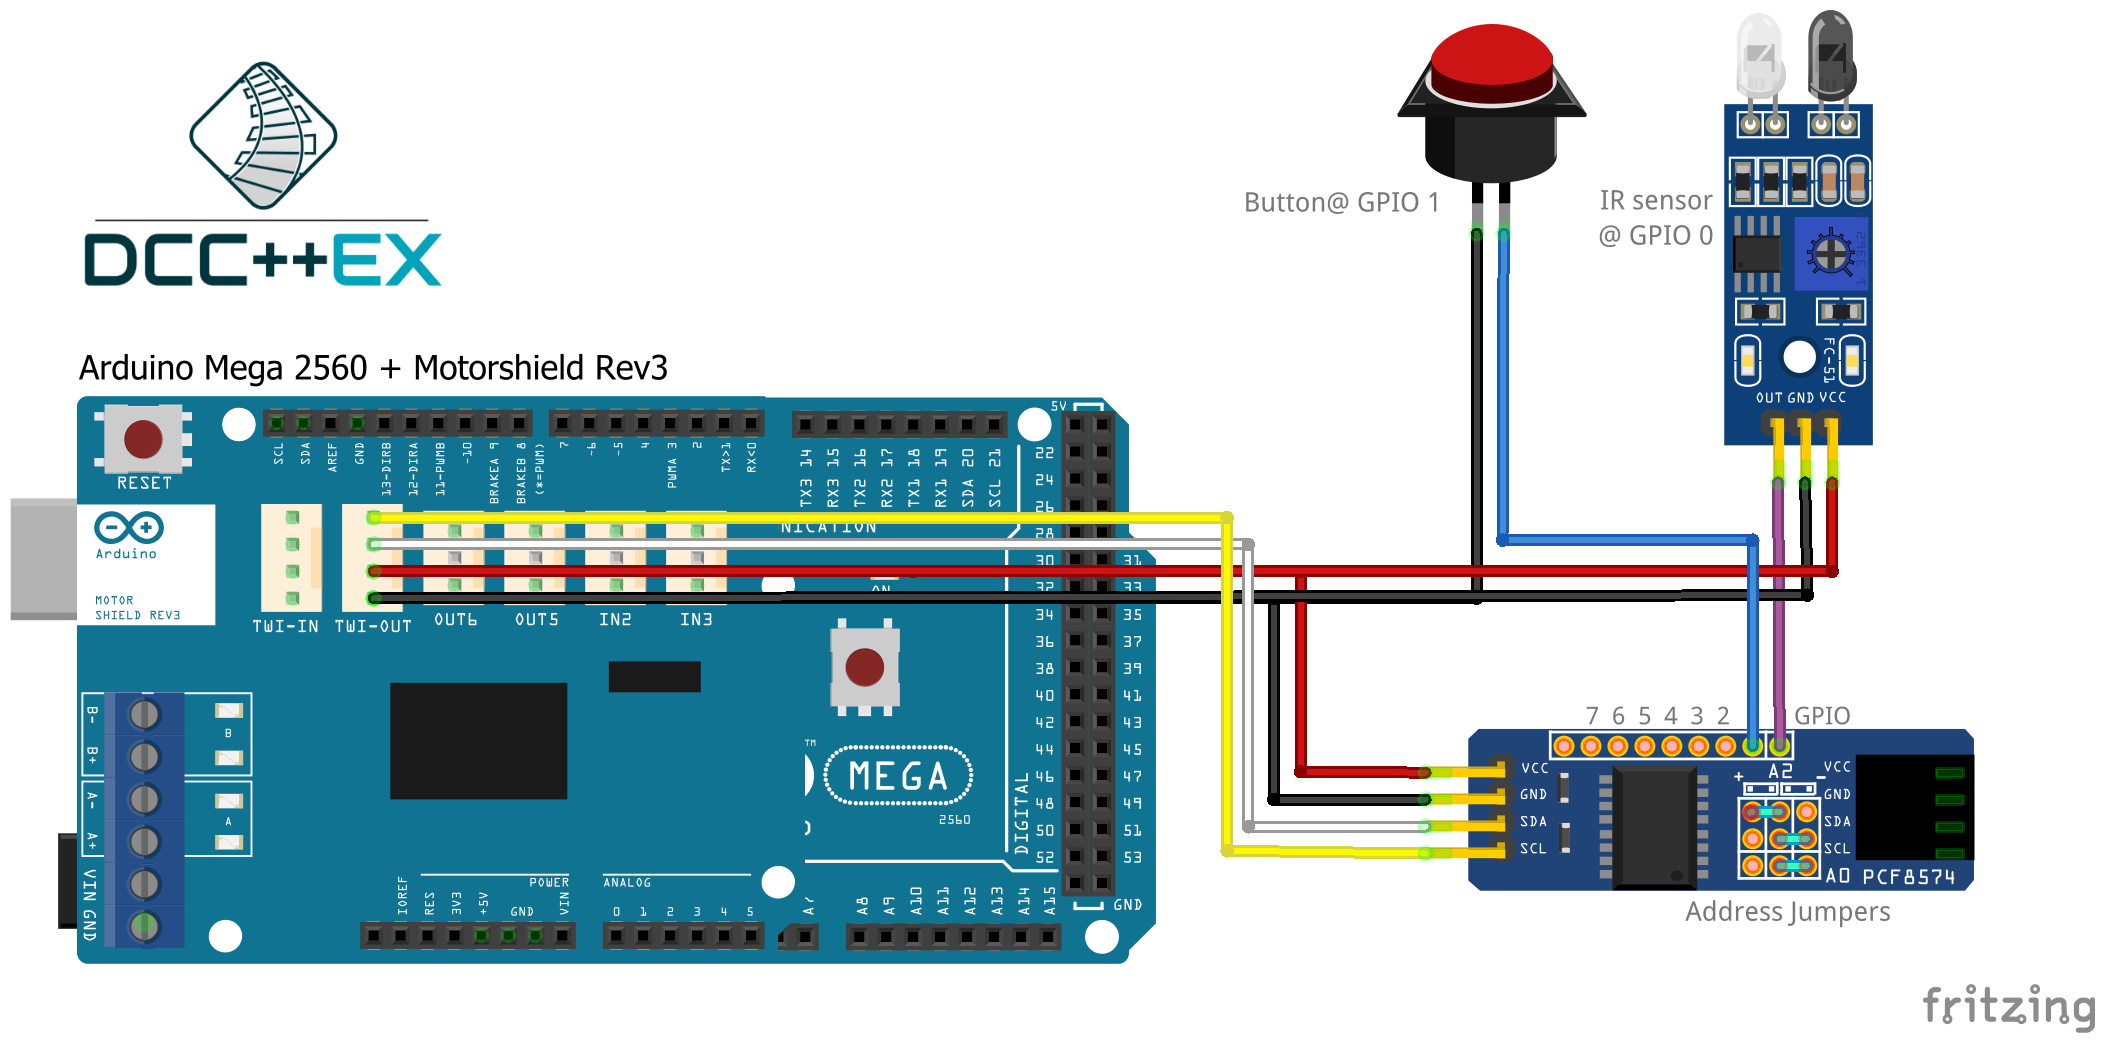 DCC++EX
Button@ GPIO 1
IR sensor
@ GPIO 0
FC-51
OUT GND VCC
Arduino Mega 2560 + Motorshield Rev3
RESET
SCL
SDA
AREF
GND
13-DIRB
12-DIRA
11-PWMB
~10
BRAKEA 9
BRAKEB 8
(*=PWM)
7
~6
~5
4
PWMA 3
2
TX>1
RX<0
TX3 14
RX3 15
TX2 16
RX2 17
TX1 18
RX1 19
SDA 20
SCL 21
5V
22
24
26
28
30 31
32 33
34 35
36 37
38 39
40 41
42 43
44 45
46 47
48 49
50 51
52 53
GND
DIGITAL
Arduino
MOTOR
SHIELD REV3
NICATION
ON
TWI-IN
TWI-OUT
OUT6
OUT5
IN2
IN3
B-
B+
A-
A+
VIN
GND
B
A
TM
MEGA
2560
POWER
ANALOG
IOREF
RES
3V3
+5V
GND
VIN
0 1 2 3 4 5
A7
A8
A9
A10
A11
A12
A13
A14
A15
7 6 5 4 3 2 GPIO
VCC
GND
SDA
SCL
+ A2 -
VCC
GND
SDA
SCL
A0 PCF8574
Address Jumpers
fritzing